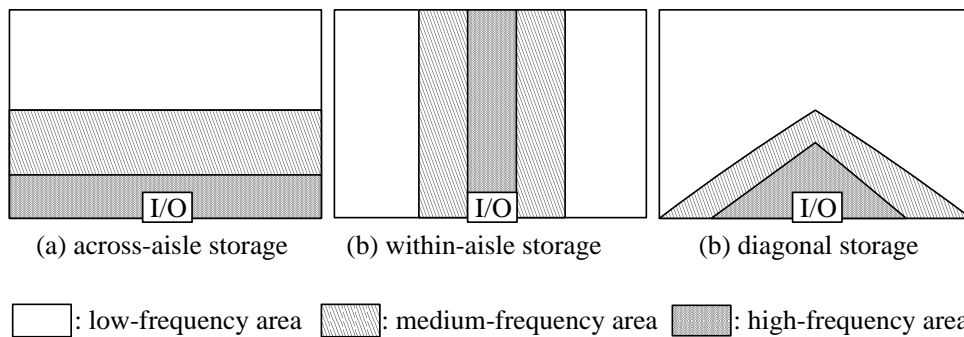 I/O I/O I/O
(a) across-aisle storage (b) within-aisle storage (b) diagonal storage
: low-frequency area : medium-frequency area : high-frequency area